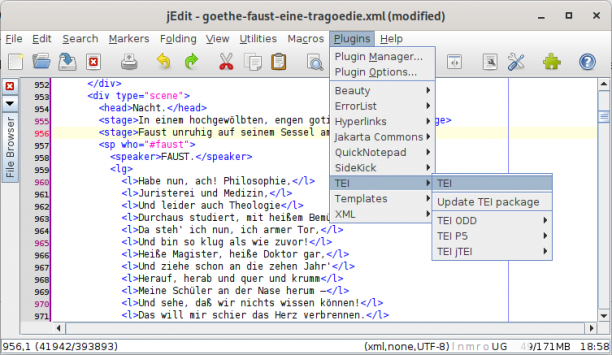 jEdit - goethe-faust-eine-tragoedie.xml (modified)
File Edit Search Markers Folding View Utilities Macros Plugins Help
Plugin Manager...
Plugin Options...
Beauty
ErrorList
Hyperlinks
Jakarta Commons
QuickNotepad
SideKick
TEI
Templates
XML
TEI
Update TEI package
TEI ODD
TEI P5
TEI jTEI
File Browser
952 </div>
953 <div type="scene">
954 <head>Nacht.</head>
955 <stage>In einem hochgewölbten, engen goti ge>
956 <stage>Faust unruhig auf seinem Sessel am
957 <sp who="#faust">
958 <speaker>FAUST.</speaker>
959 <lg>
960 <l>Habe nun, ach! Philosophie,</l>
961 <l>Juristerei und Medizin,</l>
962 <l>Und leider auch Theologie</l>
963 <l>Durchaus studiert, mit heißem Bemü
964 <l>Da steh' ich nun, ich armer Tor,</l>
965 <l>Und bin so klug als wie zuvor!</l>
966 <l>Heiße Magister, heiße Doktor gar,</l>
967 <l>Und ziehe schon an die zehen Jahr'</l>
968 <l>Herauf, herab und quer und krumm</l>
969 <l>Meine Schüler an der Nase herum –</l>
970 <l>Und sehe, daß wir nichts wissen können!</l>
971 <l>Das will mir schier das Herz verbrennen.</l>
956,1 (41942/393893) (xml,none,UTF-8) l n m r o UG 49/171MB 18:58